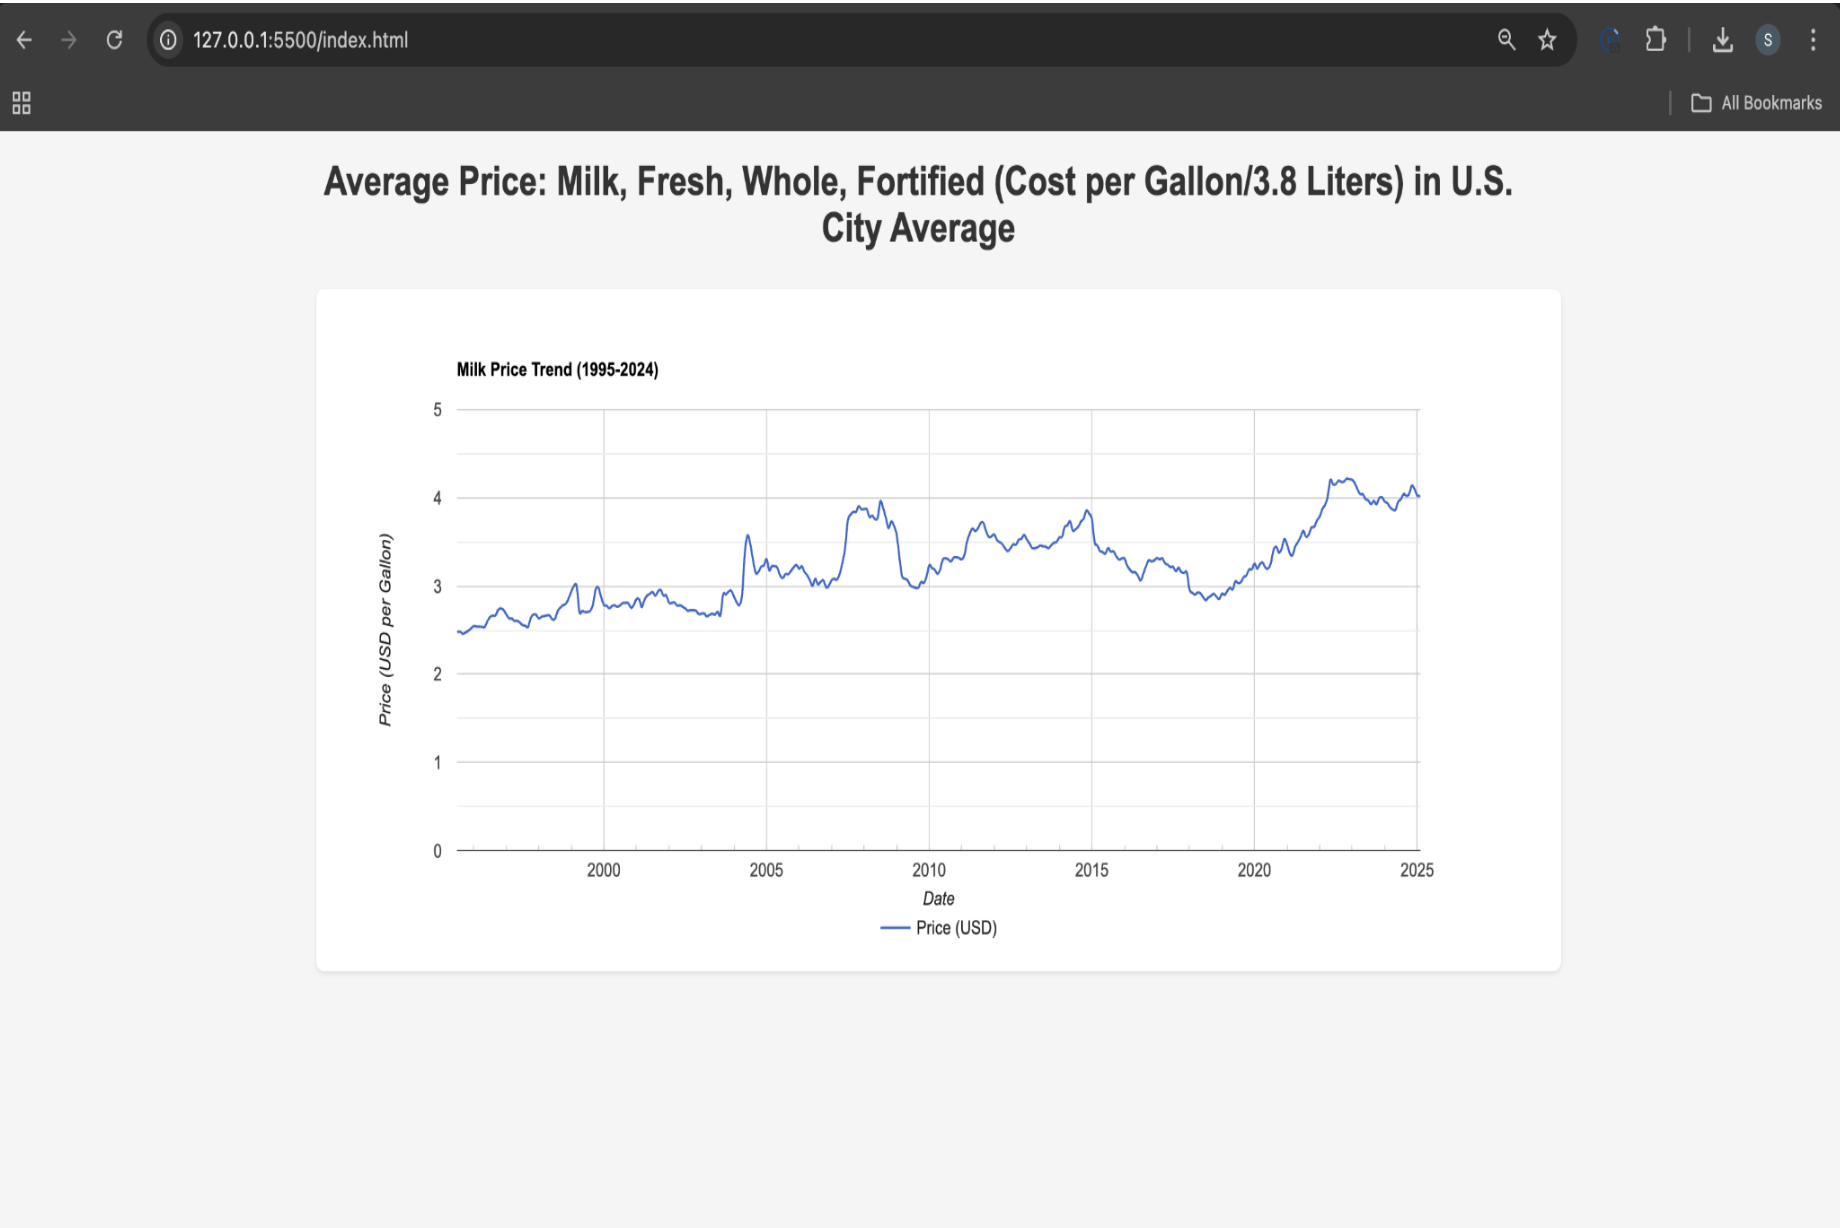 127.0.0.1:5500/index.html
S
All Bookmarks
Average Price: Milk, Fresh, Whole, Fortified (Cost per Gallon/3.8 Liters) in U.S.
City Average
Milk Price Trend (1995-2024)
5
4
3
2
1
0
Price (USD per Gallon)
2000 2005 2010 2015 2020 2025
Date
Price (USD)